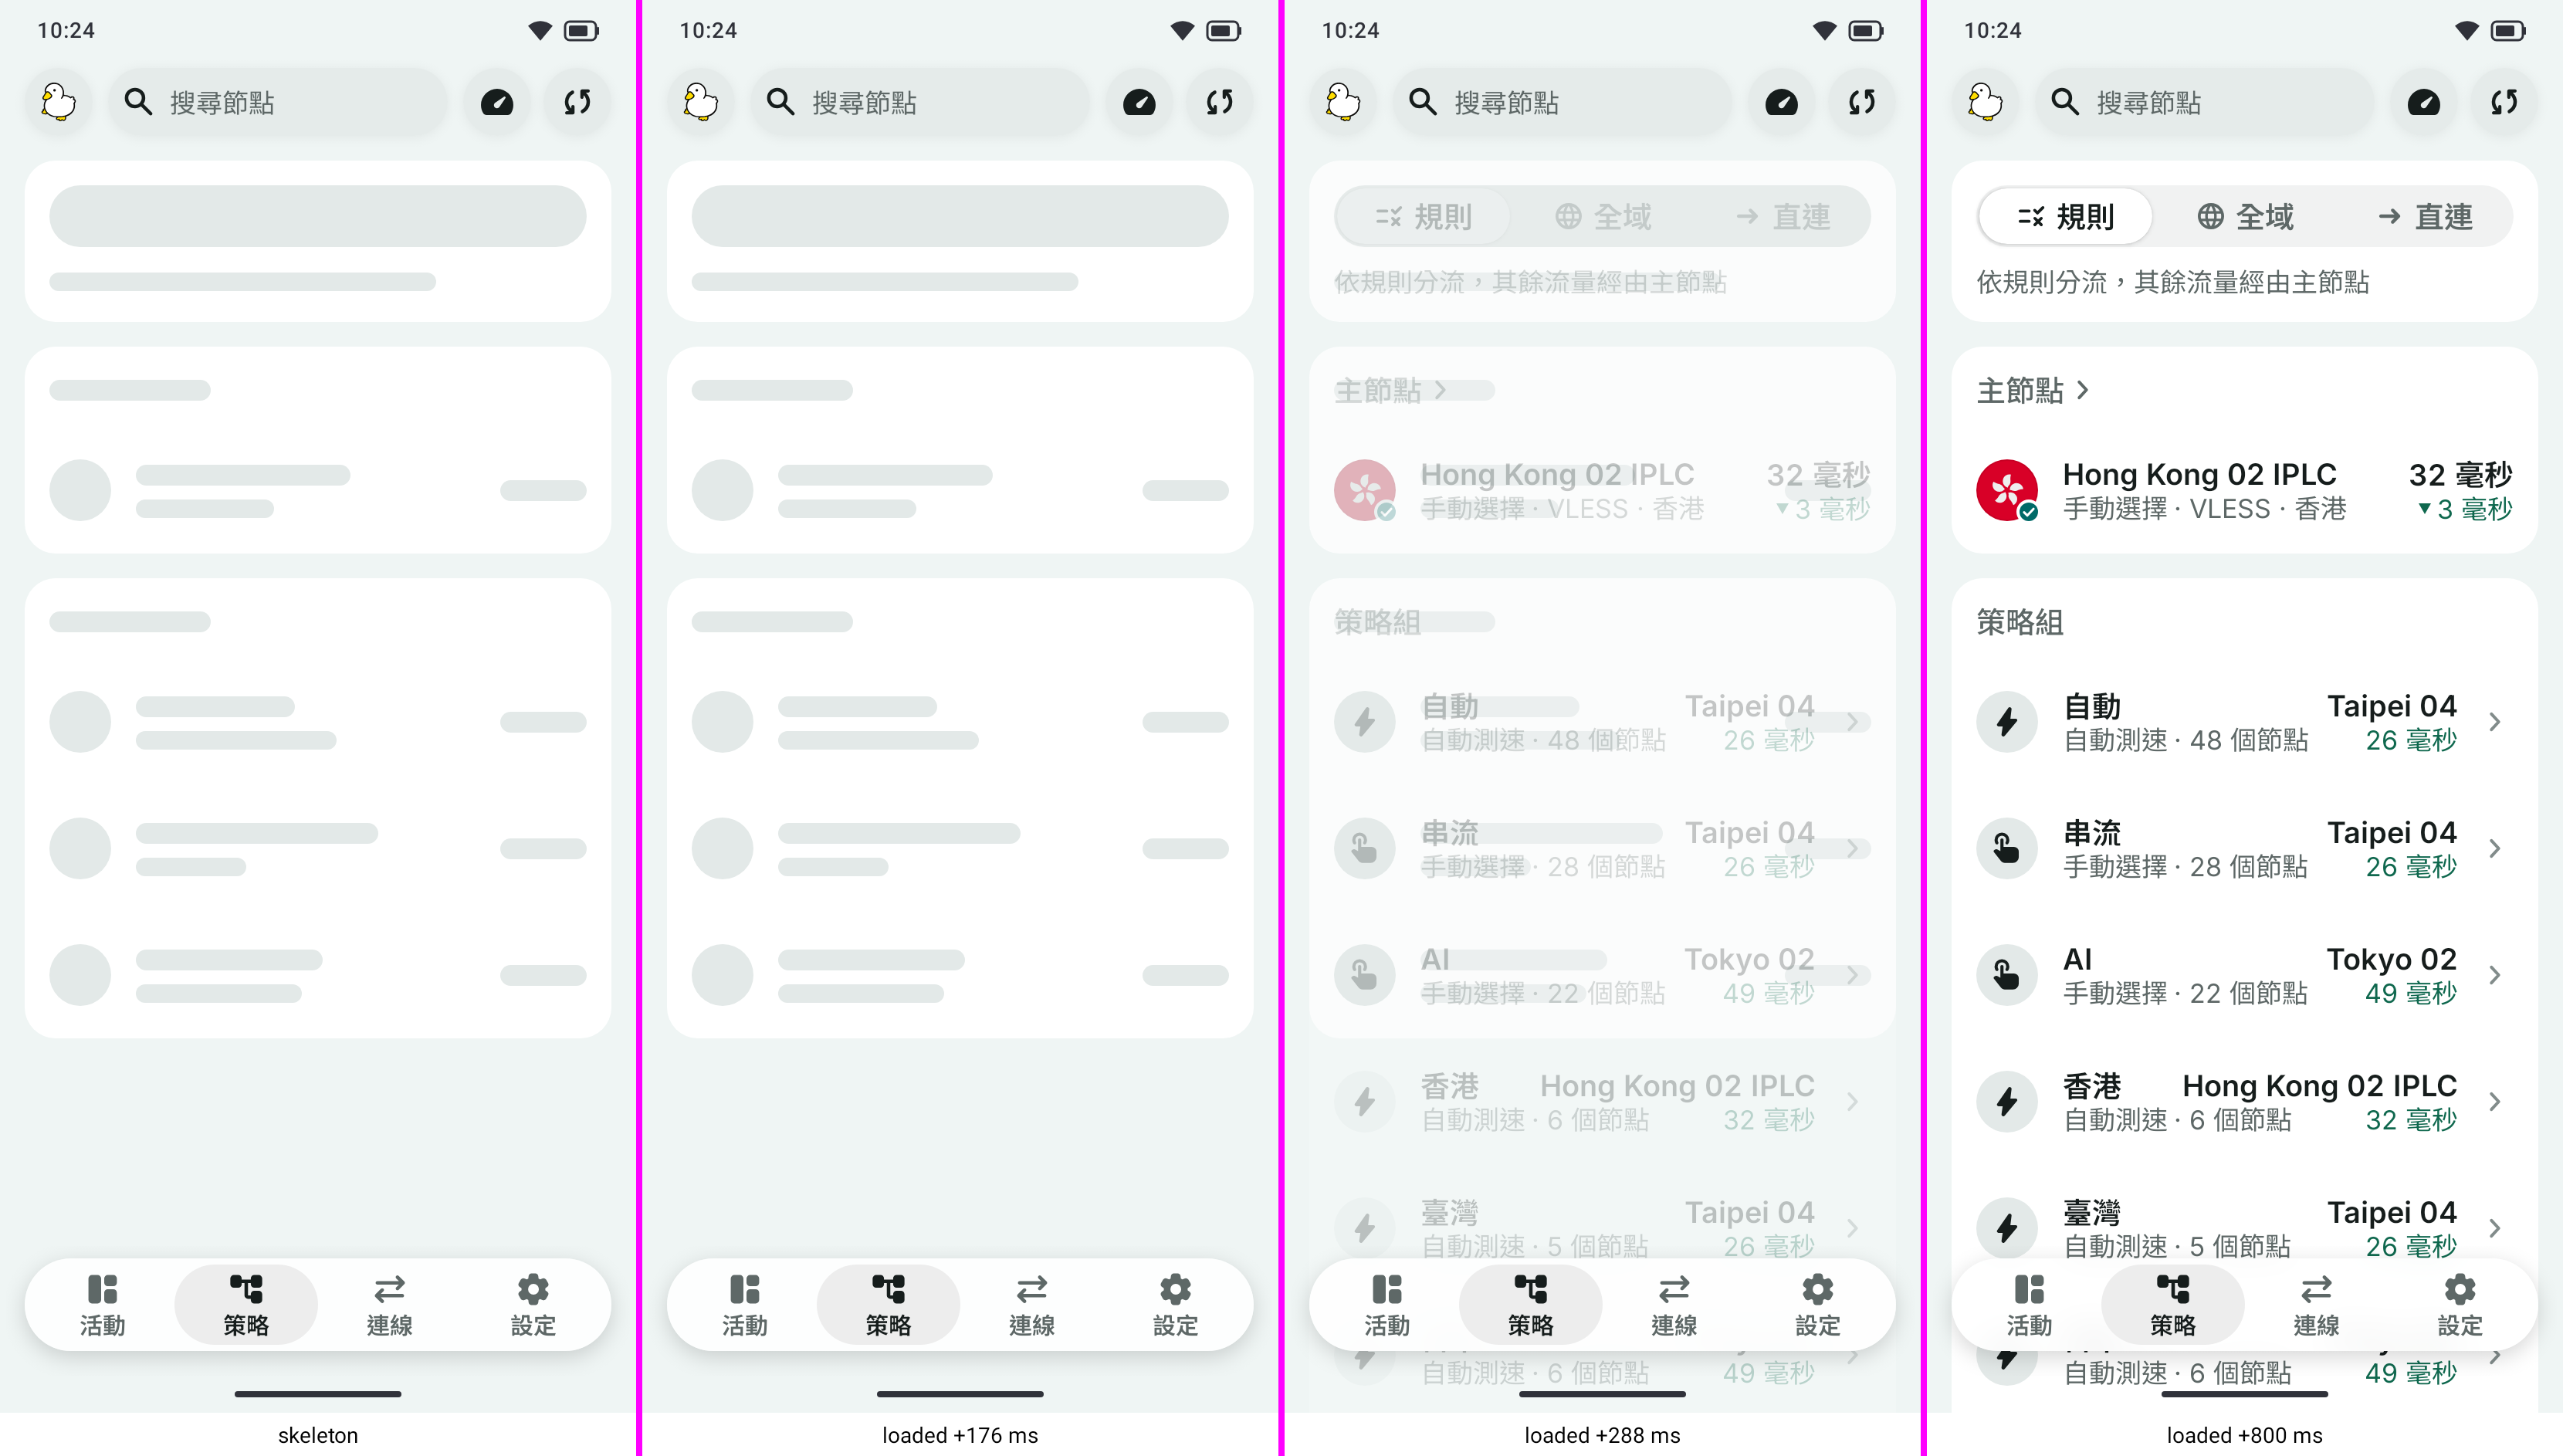 10:24
搜尋節點
活動
策略
連線
設定
skeleton
10:24
搜尋節點
活動
策略
連線
設定
loaded +176 ms
10:24
搜尋節點
規則
全域
直連
依規則分流，其餘流量經由主節點
主節點
Hong Kong 02 IPLC
32 毫秒
手動選擇 · VLESS · 香港
▼3 毫秒
策略組
自動
Taipei 04
自動測速 · 48 個節點
26 毫秒
串流
Taipei 04
手動選擇 · 28 個節點
26 毫秒
AI
Tokyo 02
手動選擇 · 22 個節點
49 毫秒
香港
Hong Kong 02 IPLC
自動測速 · 6 個節點
32 毫秒
臺灣
Taipei 04
自動測速 · 5 個節點
26 毫秒
活動
策略
連線
設定
自動測速 · 6 個節點
49 毫秒
loaded +288 ms
10:24
搜尋節點
規則
全域
直連
依規則分流，其餘流量經由主節點
主節點
Hong Kong 02 IPLC
32 毫秒
手動選擇 · VLESS · 香港
▼3 毫秒
策略組
自動
Taipei 04
自動測速 · 48 個節點
26 毫秒
串流
Taipei 04
手動選擇 · 28 個節點
26 毫秒
AI
Tokyo 02
手動選擇 · 22 個節點
49 毫秒
香港
Hong Kong 02 IPLC
自動測速 · 6 個節點
32 毫秒
臺灣
Taipei 04
自動測速 · 5 個節點
26 毫秒
活動
策略
連線
設定
自動測速 · 6 個節點
49 毫秒
loaded +800 ms